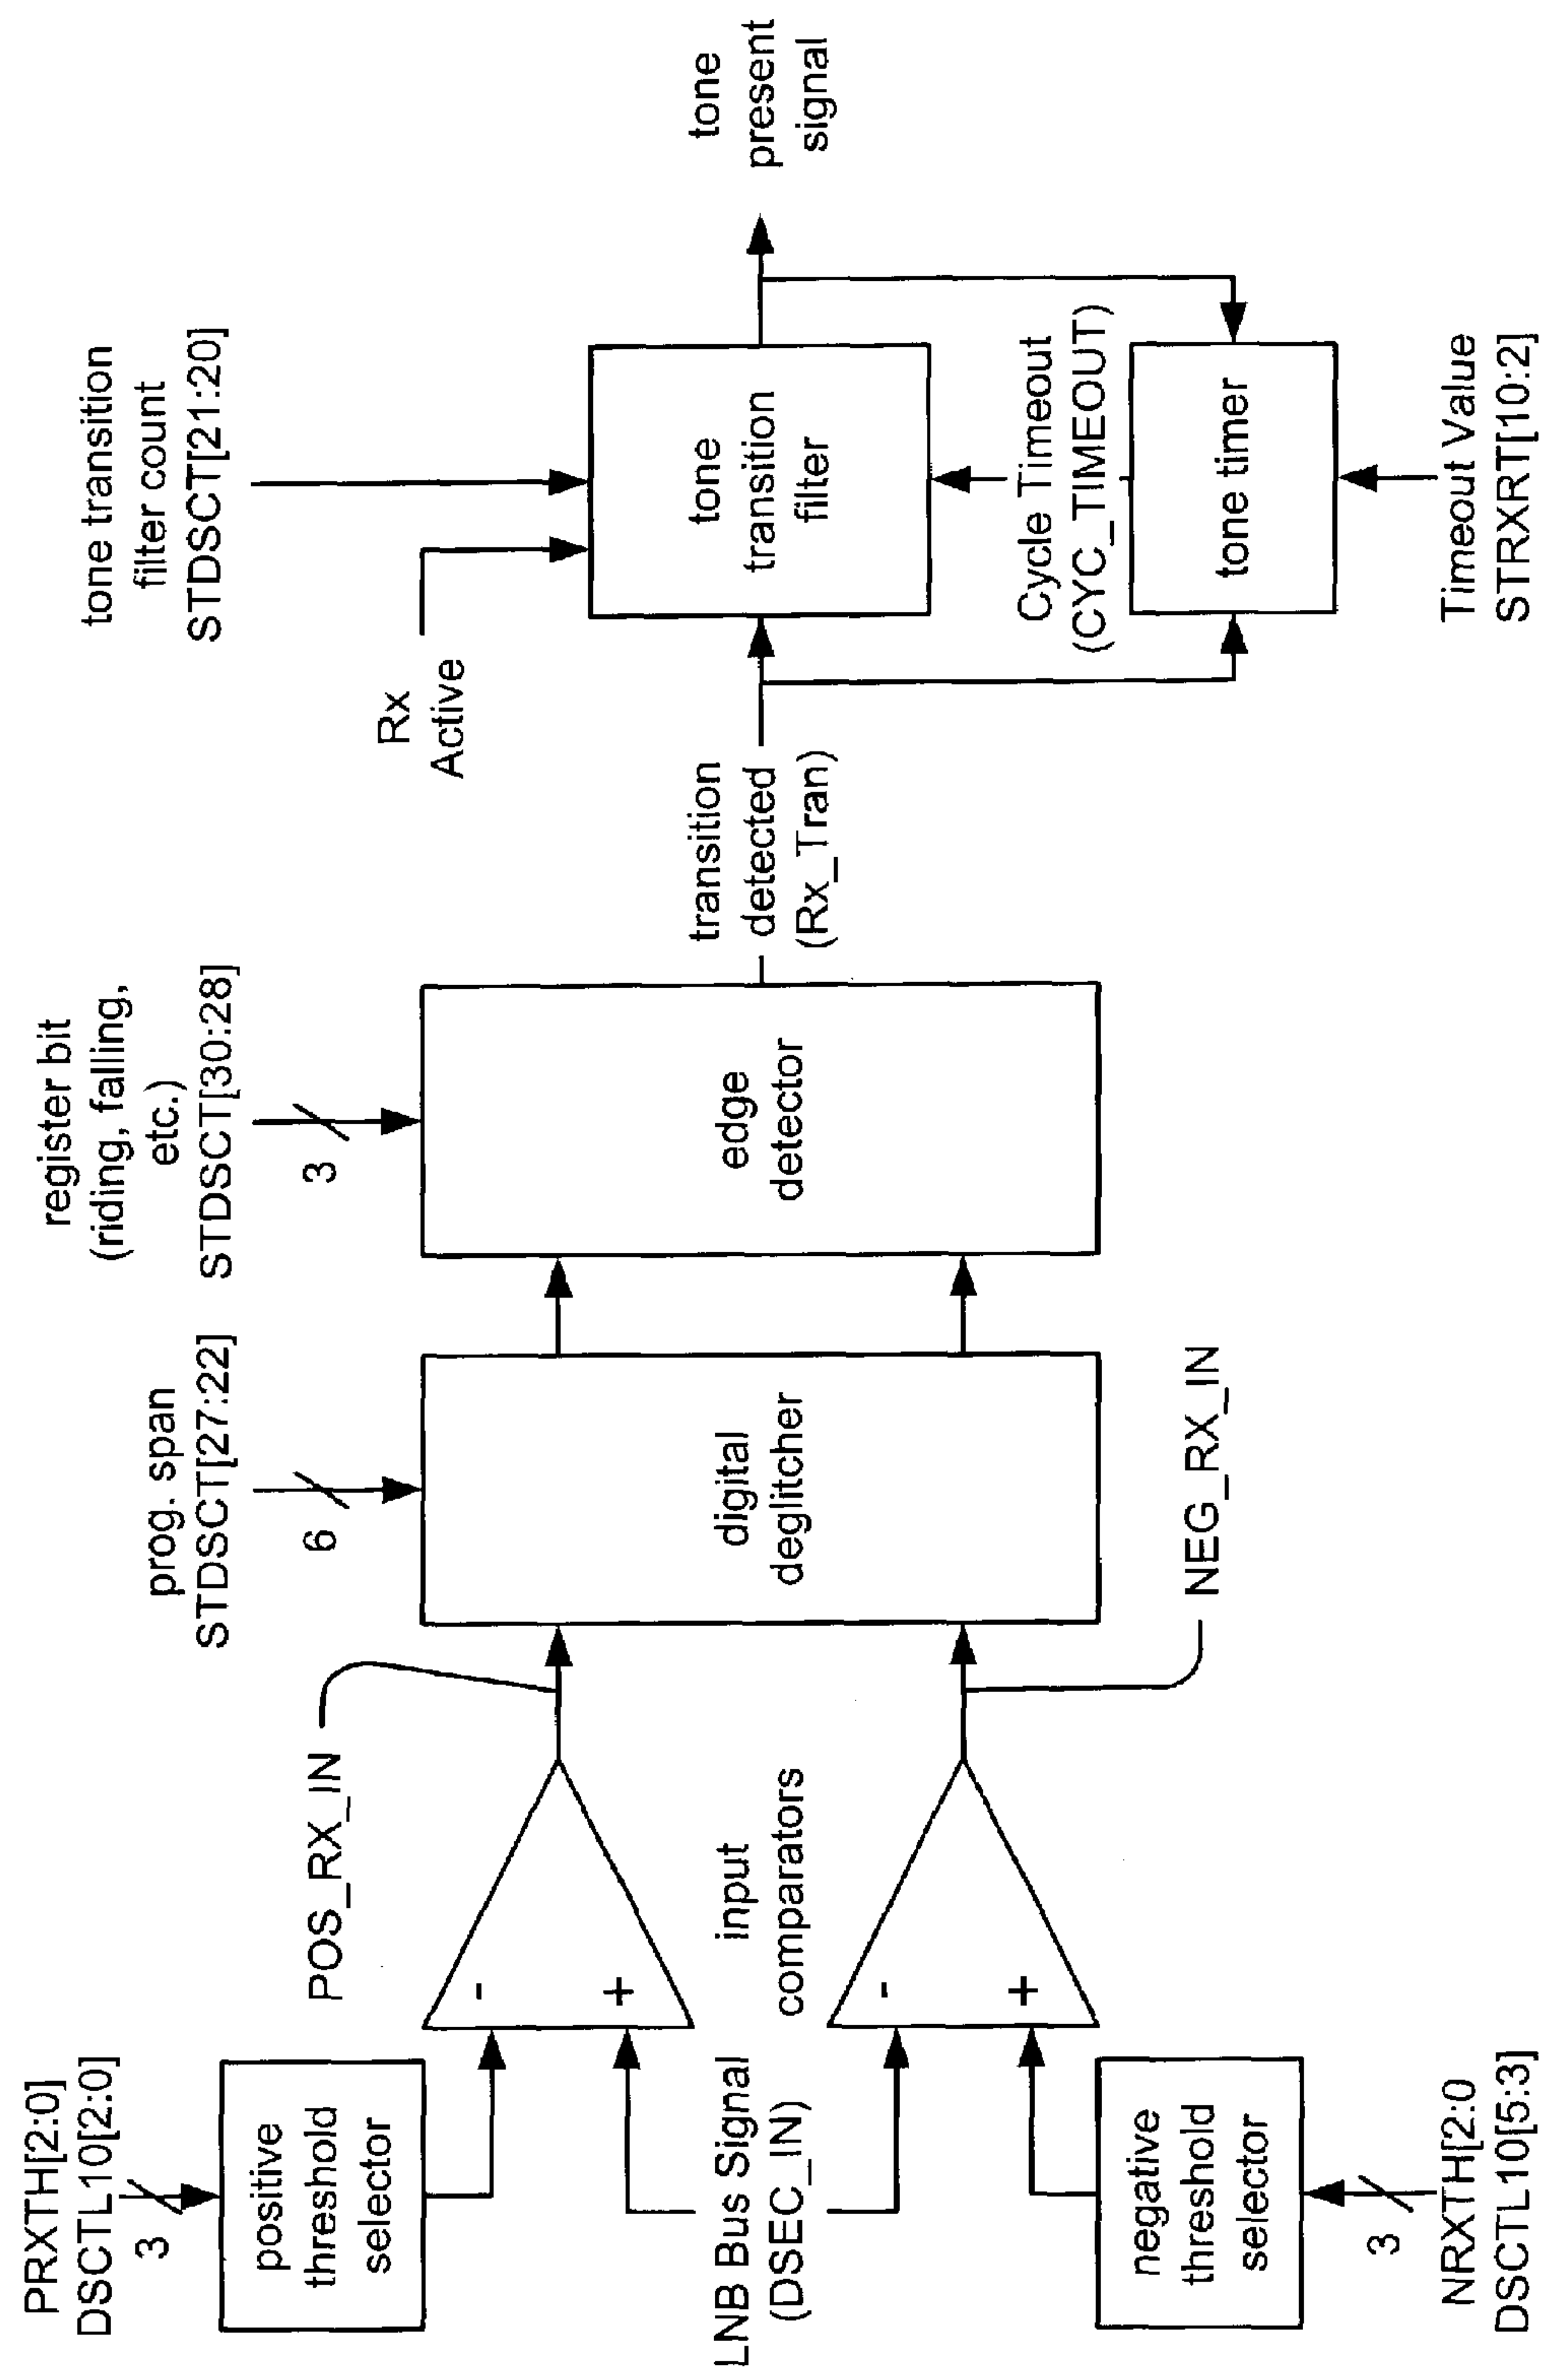 PRXTH[2:0]
DSCTL10[2:0]
3
positive
threshold
selector
LNB Bus Signal
(DSEC_IN)
negative
threshold
selector
3
NRXTH[2:0
DSCTL10[5:3]
-
+
input
comparators
-
+
POS_RX_IN
NEG_RX_IN
prog. span
STDSCT[27:22]
6
digital
deglitcher
register bit
(riding, falling,
etc.)
STDSCT[30:28]
3
edge
detector
transition
detected
(Rx_Tran)
Rx
Active
tone transition
filter count
STDSCT[21:20]
tone
transition
filter
Cycle Timeout
(CYC_TIMEOUT)
tone timer
Timeout Value
STRXRT[10:2]
tone
present
signal